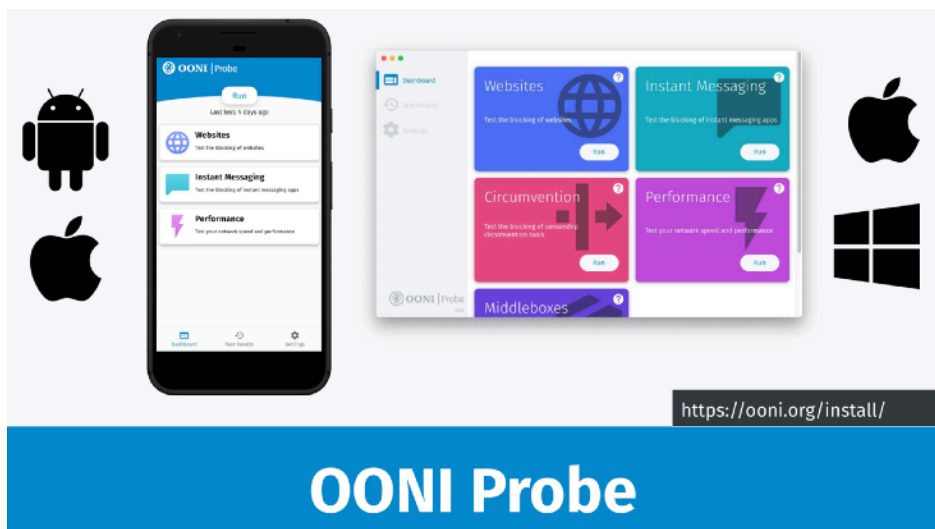 OONI | Probe
Run
Last test: 4 days ago
Websites
Test the blocking of websites
Instant Messaging
Test the blocking of instant messaging apps
Performance
Test your network speed and performance
Dashboard
Test Results
Settings
Dashboard
Test Results
Settings
OONI | Probe
Websites
Test the blocking of websites
Run
Instant Messaging
Test the blocking of instant messaging apps
Run
Circumvention
Test the blocking of censorship
circumvention tools
Run
Performance
Test your network speed and performance
Run
Middleboxes
https://ooni.org/install/
OONI Probe